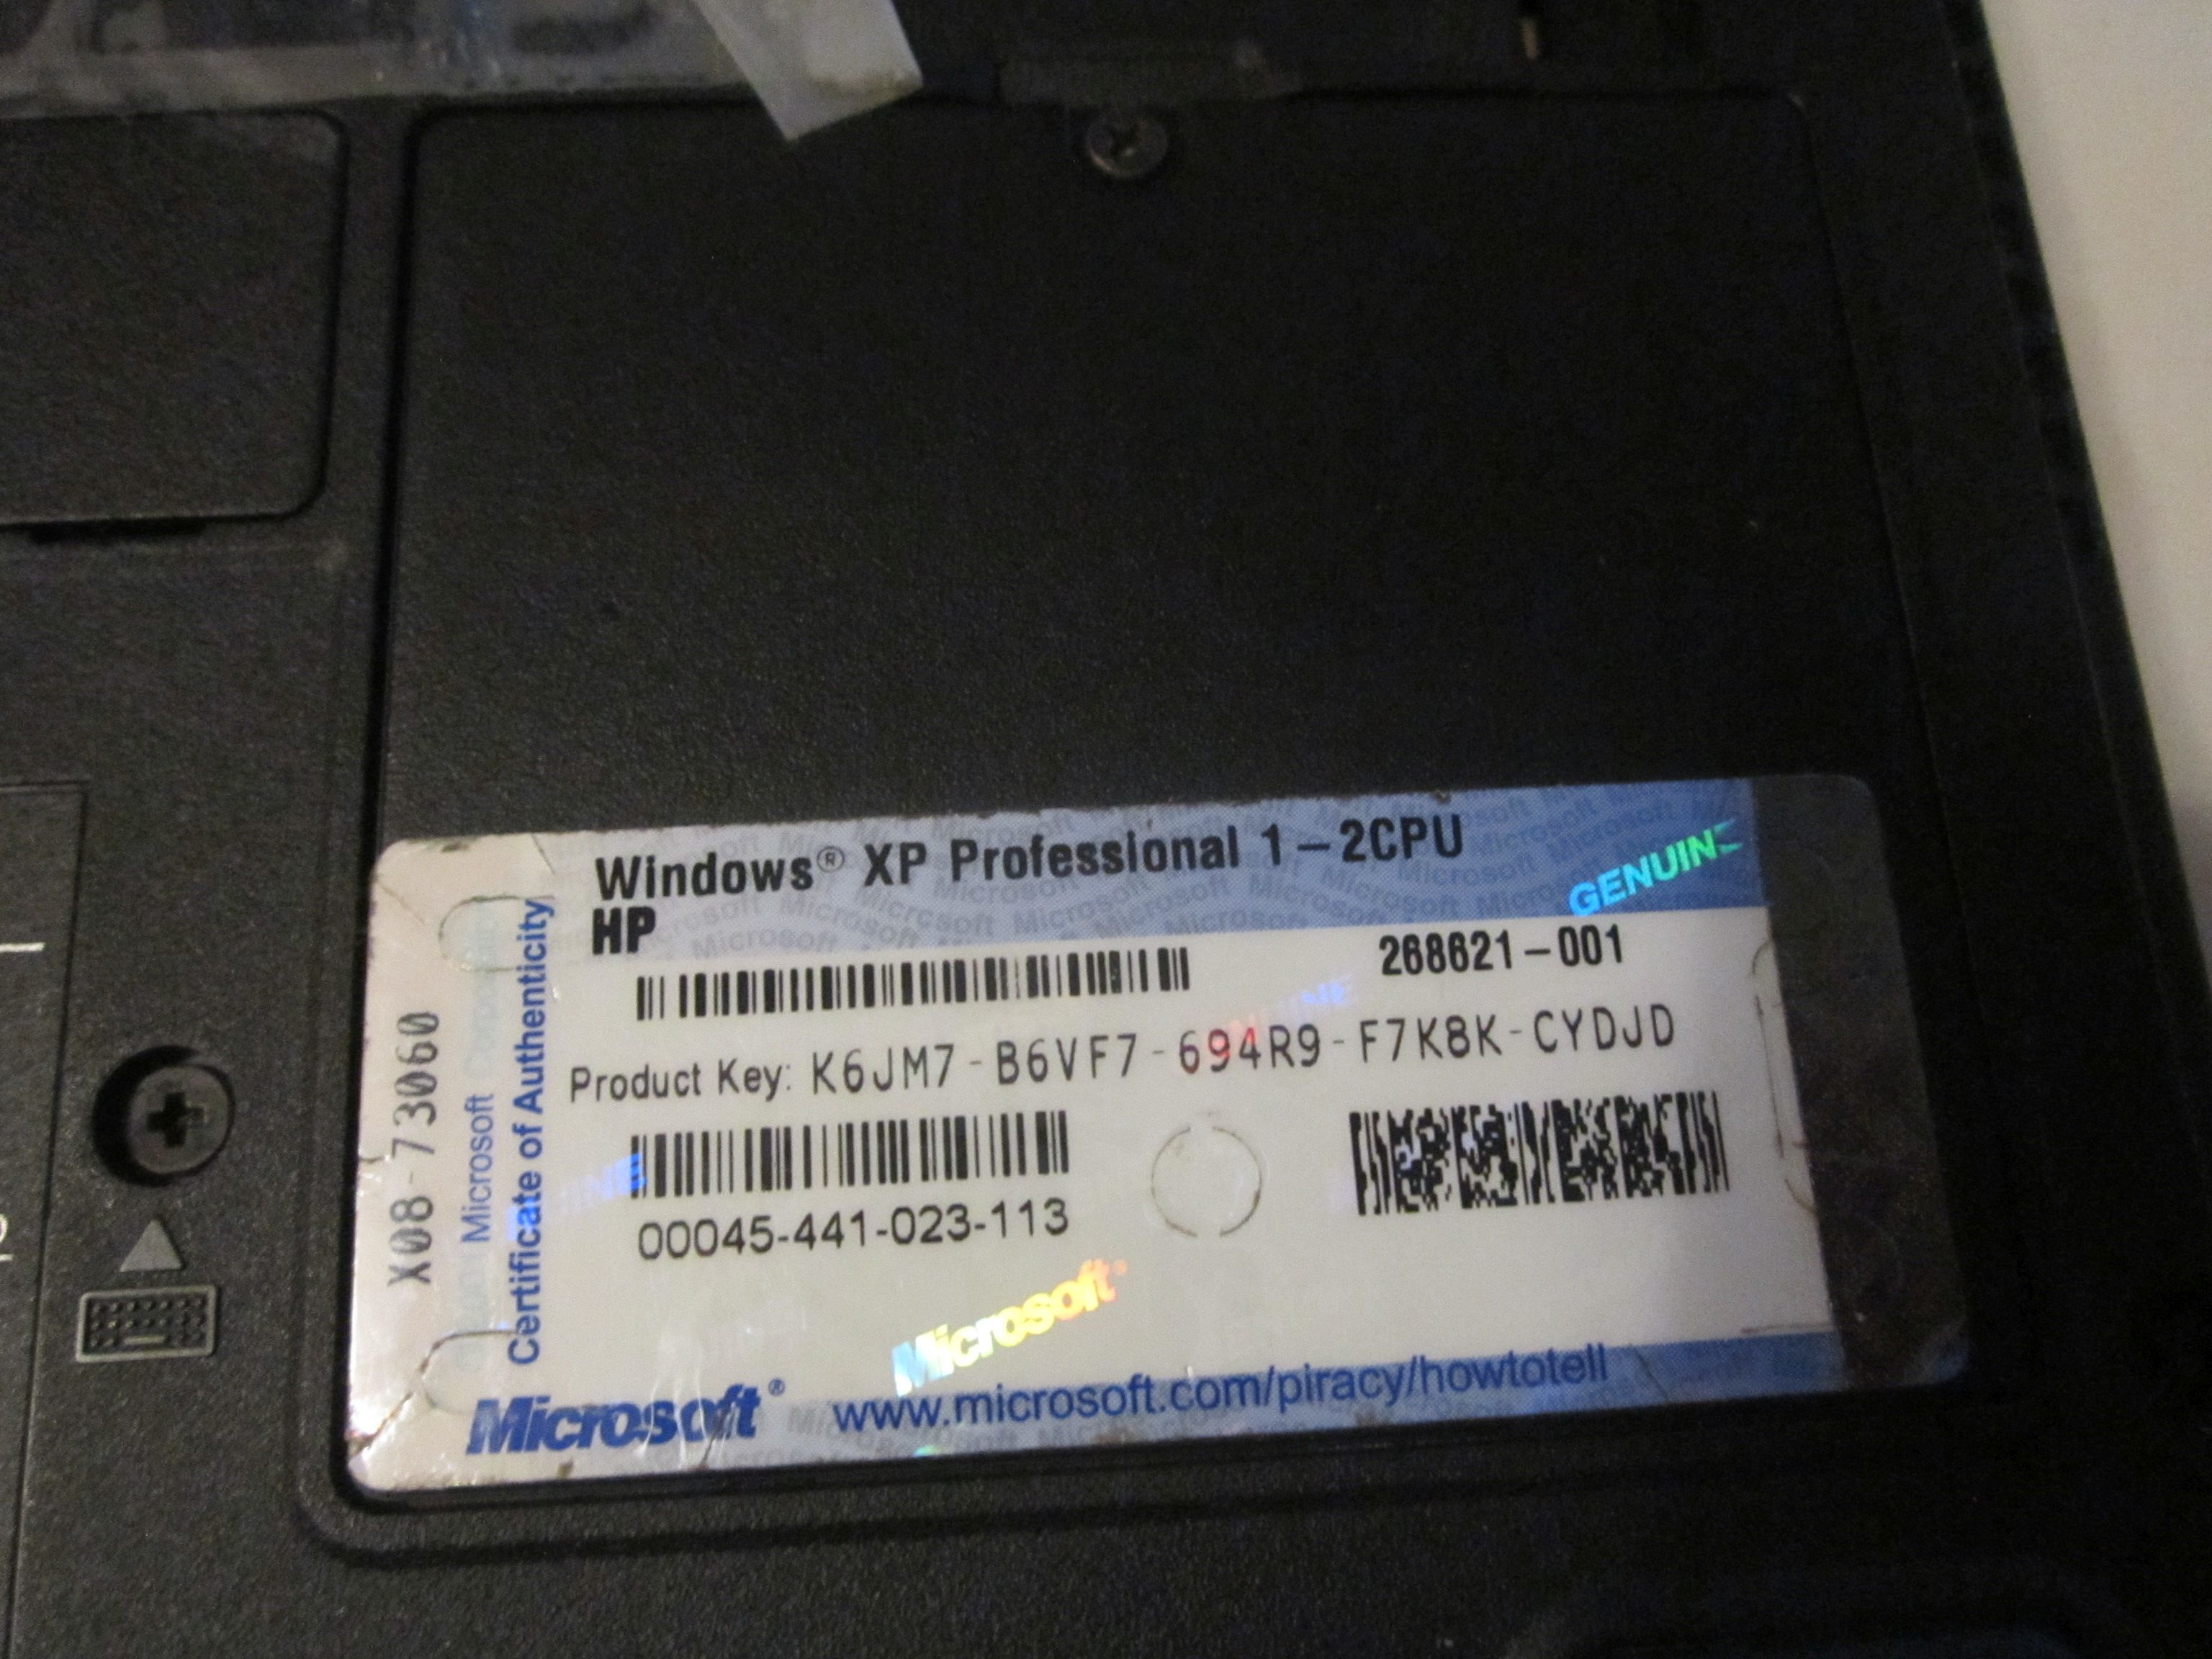 Windows® XP Professional 1-2CPU
HP
GENUINE
268621-001
Product Key: K6JM7-B6VF7-694R9-F7K8K-CYDJD
00045-441-023-113
Microsoft®
Microsoft® www.microsoft.com/piracy/howtotell
X08-73060
Microsoft Corporation
Certificate of Authenticity